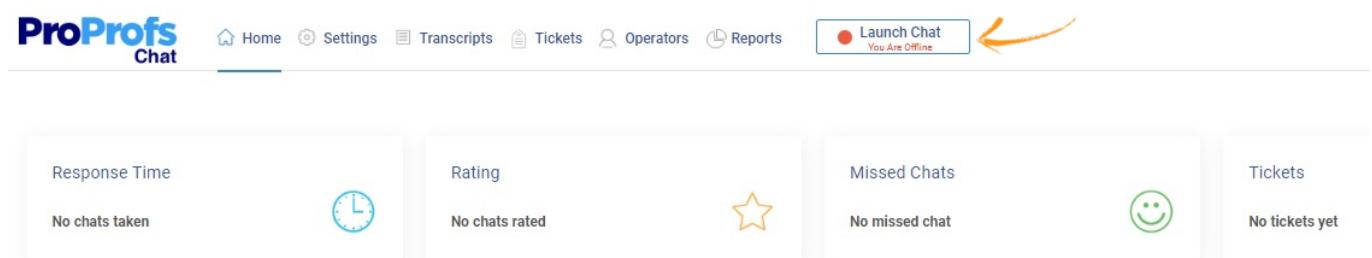 ProProfs
Chat
Home
Settings
Transcripts
Tickets
Operators
Reports
Launch Chat
You Are Offline
Response Time
No chats taken
Rating
No chats rated
Missed Chats
No missed chat
Tickets
No tickets yet